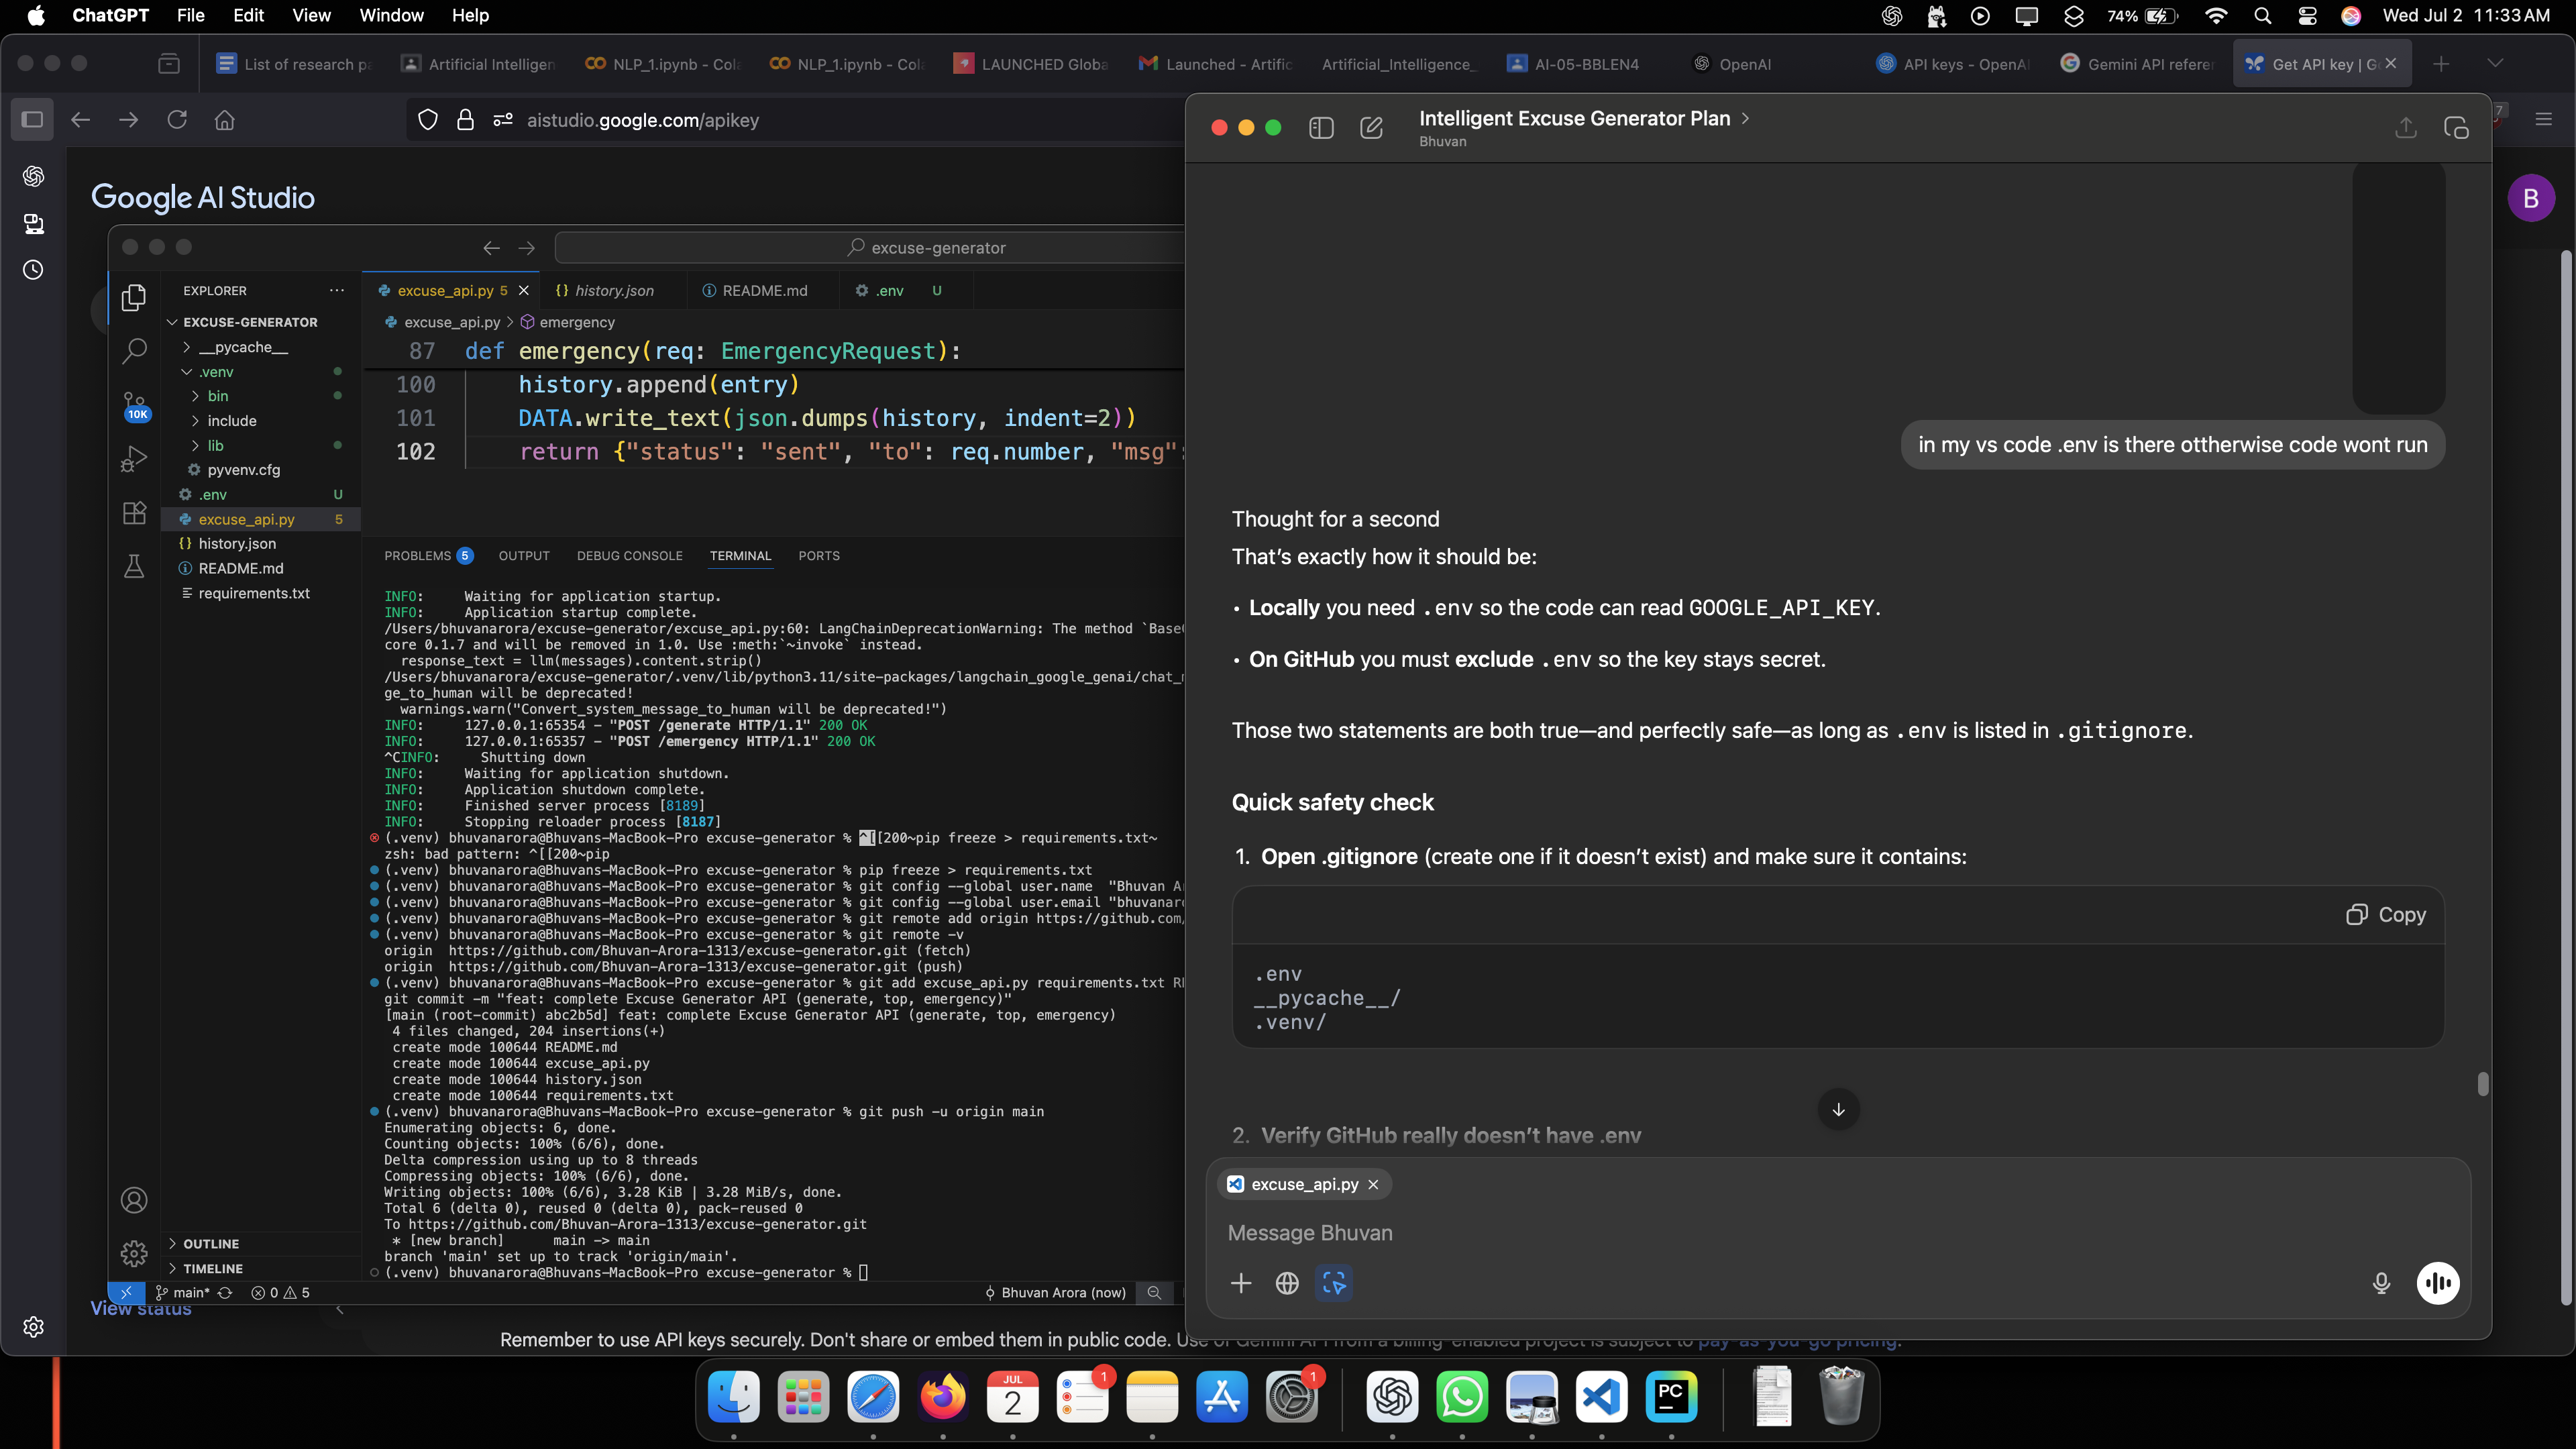 ChatGPT File Edit View Window Help 74% Wed Jul 2 11:33 AM
List of research pa Artificial Intelligen NLP_1.ipynb - Col NLP_1.ipynb - Col LAUNCHED Globa Launched - Artific Artificial_Intelligence_ AI-05-BBLEN4 OpenAI API keys - OpenAI Gemini API refere Get API key | G
aistudio.google.com/apikey
Google AI Studio
B
7
excuse-generator
EXPLORER
EXCUSE-GENERATOR
__pycache__
.venv
bin
include
lib
pyvenv.cfg
.env U
excuse_api.py 5
history.json
README.md
requirements.txt
OUTLINE
TIMELINE
10K
excuse_api.py 5 {} history.json README.md .env U
excuse_api.py > emergency
87 def emergency(req: EmergencyRequest):
100 history.append(entry)
101 DATA.write_text(json.dumps(history, indent=2))
102 return {"status": "sent", "to": req.number, "msg":
PROBLEMS 5 OUTPUT DEBUG CONSOLE TERMINAL PORTS
INFO: Waiting for application startup.
INFO: Application startup complete.
/Users/bhuvanarora/excuse-generator/excuse_api.py:60: LangChainDeprecationWarning: The method `Base
core 0.1.7 and will be removed in 1.0. Use :meth:`~invoke` instead.
response_text = llm(messages).content.strip()
/Users/bhuvanarora/excuse-generator/.venv/lib/python3.11/site-packages/langchain_google_genai/chat_m
ge_to_human will be deprecated!
warnings.warn("Convert_system_message_to_human will be deprecated!")
INFO: 127.0.0.1:65354 - "POST /generate HTTP/1.1" 200 OK
INFO: 127.0.0.1:65357 - "POST /emergency HTTP/1.1" 200 OK
^CINFO: Shutting down
INFO: Waiting for application shutdown.
INFO: Application shutdown complete.
INFO: Finished server process [8189]
INFO: Stopping reloader process [8187]
(.venv) bhuvanarora@Bhuvans-MacBook-Pro excuse-generator % ^[[200~pip freeze > requirements.txt~
zsh: bad pattern: ^[[200~pip
(.venv) bhuvanarora@Bhuvans-MacBook-Pro excuse-generator % pip freeze > requirements.txt
(.venv) bhuvanarora@Bhuvans-MacBook-Pro excuse-generator % git config --global user.name "Bhuvan A
(.venv) bhuvanarora@Bhuvans-MacBook-Pro excuse-generator % git config --global user.email "bhuvanaro
(.venv) bhuvanarora@Bhuvans-MacBook-Pro excuse-generator % git remote add origin https://github.com/
(.venv) bhuvanarora@Bhuvans-MacBook-Pro excuse-generator % git remote -v
origin https://github.com/Bhuvan-Arora-1313/excuse-generator.git (fetch)
origin https://github.com/Bhuvan-Arora-1313/excuse-generator.git (push)
(.venv) bhuvanarora@Bhuvans-MacBook-Pro excuse-generator % git add excuse_api.py requirements.txt R
git commit -m "feat: complete Excuse Generator API (generate, top, emergency)"
[main (root-commit) abc2b5d] feat: complete Excuse Generator API (generate, top, emergency)
4 files changed, 204 insertions(+)
create mode 100644 README.md
create mode 100644 excuse_api.py
create mode 100644 history.json
create mode 100644 requirements.txt
(.venv) bhuvanarora@Bhuvans-MacBook-Pro excuse-generator % git push -u origin main
Enumerating objects: 6, done.
Counting objects: 100% (6/6), done.
Delta compression using up to 8 threads
Compressing objects: 100% (6/6), done.
Writing objects: 100% (6/6), 3.28 KiB | 3.28 MiB/s, done.
Total 6 (delta 0), reused 0 (delta 0), pack-reused 0
To https://github.com/Bhuvan-Arora-1313/excuse-generator.git
* [new branch] main -> main
branch 'main' set up to track 'origin/main'.
(.venv) bhuvanarora@Bhuvans-MacBook-Pro excuse-generator %
main* 0 5 Bhuvan Arora (now)
View status
Remember to use API keys securely. Don't share or embed them in public code. Use of Gemini API from a billing-enabled project is subject to pay-as-you-go pricing.
Intelligent Excuse Generator Plan >
Bhuvan
in my vs code .env is there ottherwise code wont run
Thought for a second
That's exactly how it should be:
• Locally you need .env so the code can read GOOGLE_API_KEY.
• On GitHub you must exclude .env so the key stays secret.
Those two statements are both true—and perfectly safe—as long as .env is listed in .gitignore.
Quick safety check
1. Open .gitignore (create one if it doesn't exist) and make sure it contains:
Copy
.env
__pycache__/
.venv/
2. Verify GitHub really doesn't have .env
excuse_api.py
Message Bhuvan
JUL
2
1
1
PC